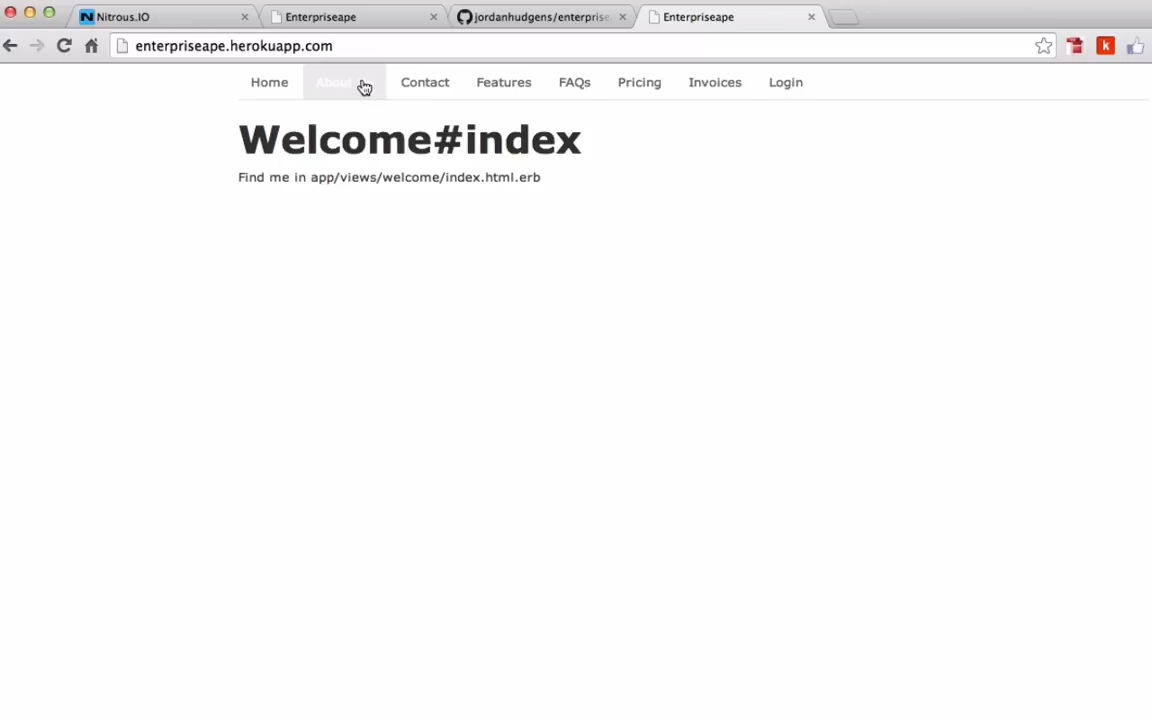 Nitrous.IO
Enterpriseape
jordanhudgens/enterprise
Enterpriseape
enterpriseape.herokuapp.com
Home About Contact Features FAQs Pricing Invoices Login
Welcome#index
Find me in app/views/welcome/index.html.erb